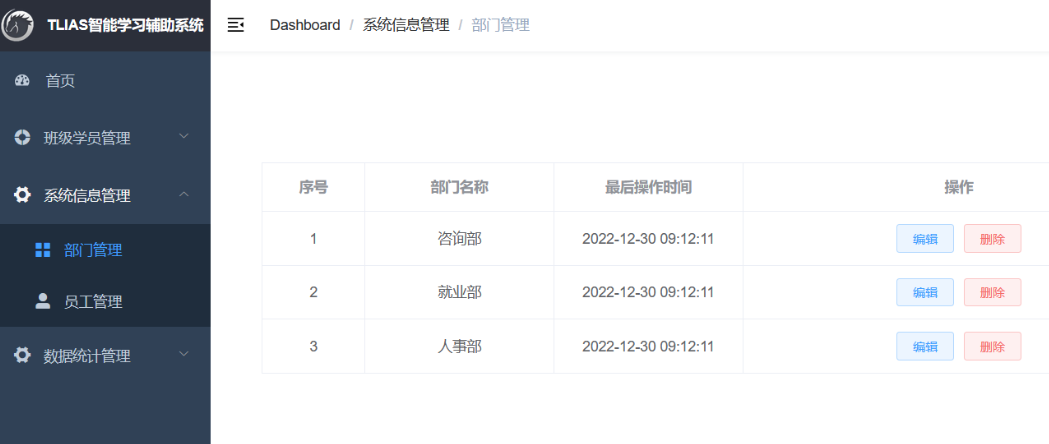 TLIAS智能学习辅助系统
Dashboard / 系统信息管理 / 部门管理
首页
班级学员管理
系统信息管理
部门管理
员工管理
数据统计管理
序号 部门名称 最后操作时间 操作
1 咨询部 2022-12-30 09:12:11 编辑 删除
2 就业部 2022-12-30 09:12:11 编辑 删除
3 人事部 2022-12-30 09:12:11 编辑 删除